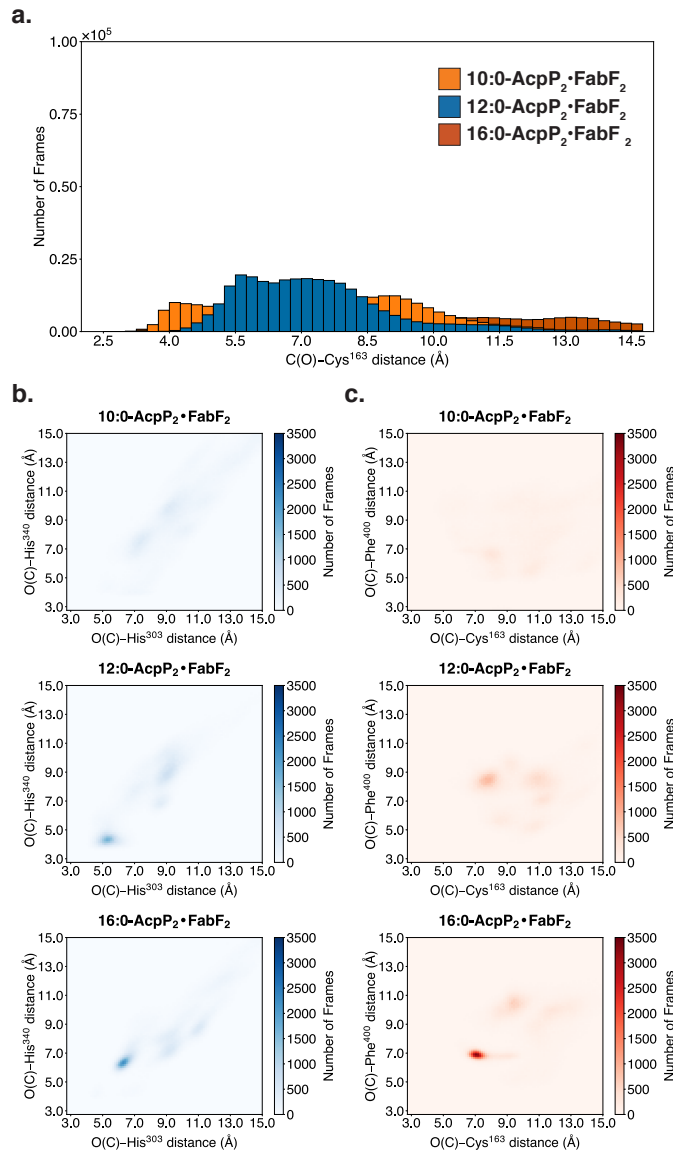 a.
×10⁵
1.00
0.75
0.50
0.25
0.00
Number of Frames
10:0-AcpP₂•FabF₂
12:0-AcpP₂•FabF₂
16:0-AcpP₂•FabF ₂
2.5 4.0 5.5 7.0 8.5 10.0 11.5 13.0 14.5
C(O)–Cys¹⁶³ distance (Å)
b.
10:0-AcpP₂•FabF₂
15.0
13.0
11.0
9.0
7.0
5.0
3.0
O(C)–His³⁴⁰ distance (Å)
3.0 5.0 7.0 9.0 11.0 13.0 15.0
O(C)–His³⁰³ distance (Å)
3500
3000
2500
2000
1500
1000
500
0
Number of Frames
c.
10:0-AcpP₂•FabF₂
15.0
13.0
11.0
9.0
7.0
5.0
3.0
O(C)–Phe⁴⁰⁰ distance (Å)
3.0 5.0 7.0 9.0 11.0 13.0 15.0
O(C)–Cys¹⁶³ distance (Å)
3500
3000
2500
2000
1500
1000
500
0
Number of Frames
12:0-AcpP₂•FabF₂
15.0
13.0
11.0
9.0
7.0
5.0
3.0
O(C)–His³⁴⁰ distance (Å)
3.0 5.0 7.0 9.0 11.0 13.0 15.0
O(C)–His³⁰³ distance (Å)
3500
3000
2500
2000
1500
1000
500
0
Number of Frames
12:0-AcpP₂•FabF₂
15.0
13.0
11.0
9.0
7.0
5.0
3.0
O(C)–Phe⁴⁰⁰ distance (Å)
3.0 5.0 7.0 9.0 11.0 13.0 15.0
O(C)–Cys¹⁶³ distance (Å)
3500
3000
2500
2000
1500
1000
500
0
Number of Frames
16:0-AcpP₂•FabF₂
15.0
13.0
11.0
9.0
7.0
5.0
3.0
O(C)–His³⁴⁰ distance (Å)
3.0 5.0 7.0 9.0 11.0 13.0 15.0
O(C)–His³⁰³ distance (Å)
3500
3000
2500
2000
1500
1000
500
0
Number of Frames
16:0-AcpP₂•FabF₂
15.0
13.0
11.0
9.0
7.0
5.0
3.0
O(C)–Phe⁴⁰⁰ distance (Å)
3.0 5.0 7.0 9.0 11.0 13.0 15.0
O(C)–Cys¹⁶³ distance (Å)
3500
3000
2500
2000
1500
1000
500
0
Number of Frames